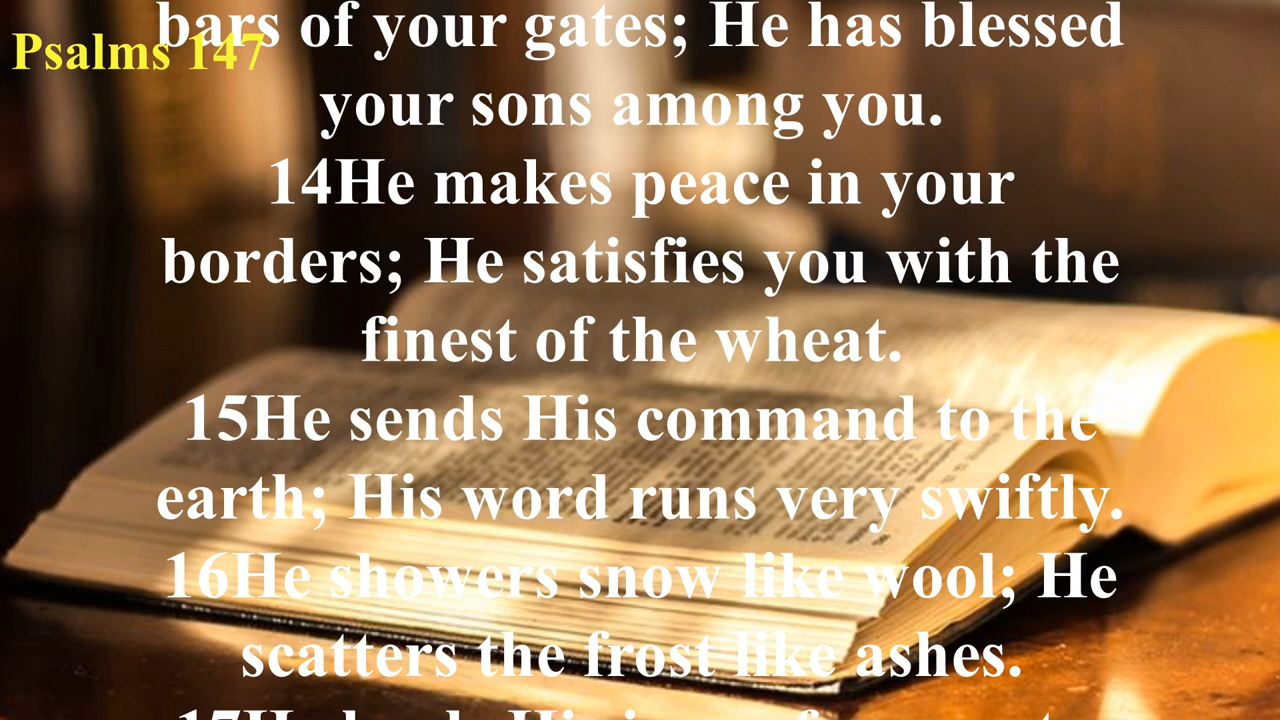 Psalms 147
bars of your gates; He has blessed
your sons among you.
14He makes peace in your
borders; He satisfies you with the
finest of the wheat.
15He sends His command to the
earth; His word runs very swiftly.
16He showers snow like wool; He
scatters the frost like ashes.